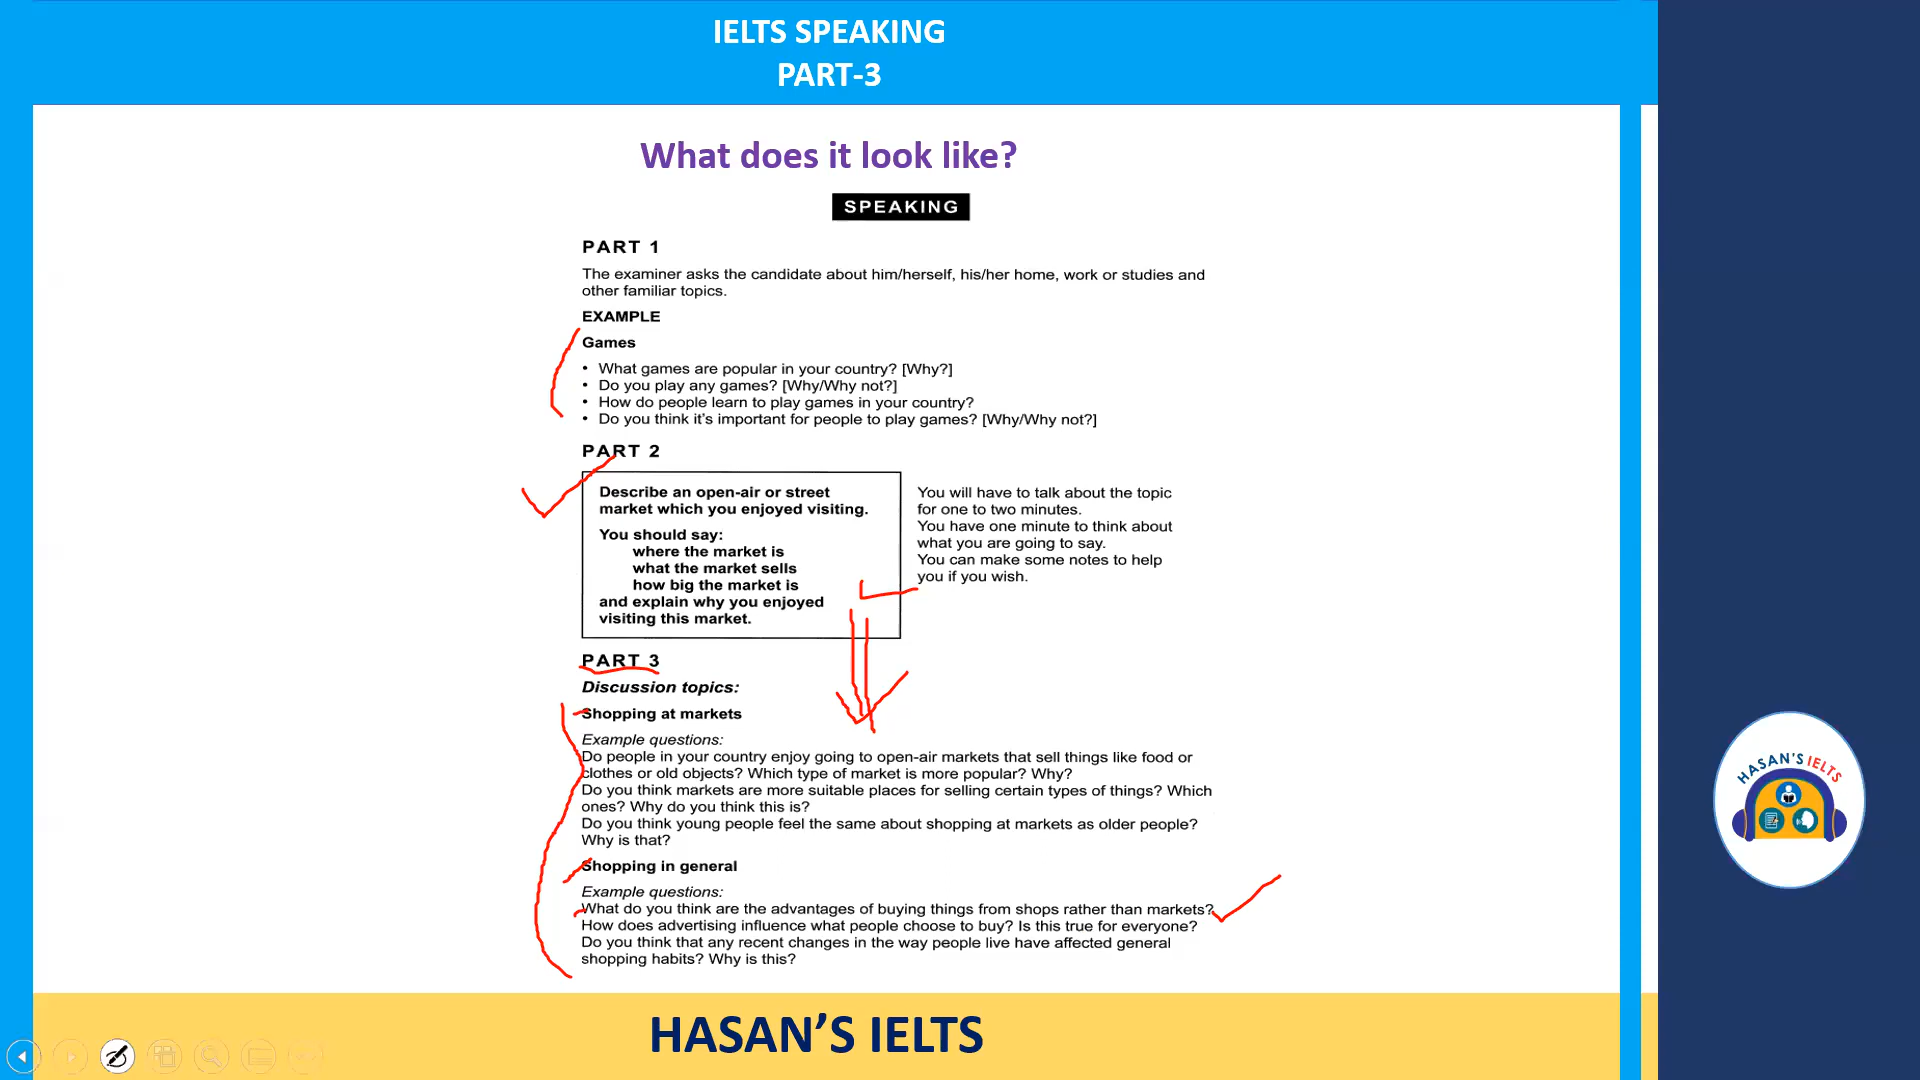 IELTS SPEAKING
PART-3
What does it look like?
SPEAKING
PART 1
The examiner asks the candidate about him/herself, his/her home, work or studies and
other familiar topics.
EXAMPLE
Games
• What games are popular in your country? [Why?]
• Do you play any games? [Why/Why not?]
• How do people learn to play games in your country?
• Do you think it's important for people to play games? [Why/Why not?]
PART 2
Describe an open-air or street
market which you enjoyed visiting.
You should say:
where the market is
what the market sells
how big the market is
and explain why you enjoyed
visiting this market.
You will have to talk about the topic
for one to two minutes.
You have one minute to think about
what you are going to say.
You can make some notes to help
you if you wish.
PART 3
Discussion topics:
Shopping at markets
Example questions:
Do people in your country enjoy going to open-air markets that sell things like food or
clothes or old objects? Which type of market is more popular? Why?
Do you think markets are more suitable places for selling certain types of things? Which
ones? Why do you think this is?
Do you think young people feel the same about shopping at markets as older people?
Why is that?
Shopping in general
Example questions:
What do you think are the advantages of buying things from shops rather than markets?
How does advertising influence what people choose to buy? Is this true for everyone?
Do you think that any recent changes in the way people live have affected general
shopping habits? Why is this?
HASAN'S IELTS
HASAN'S IELTS